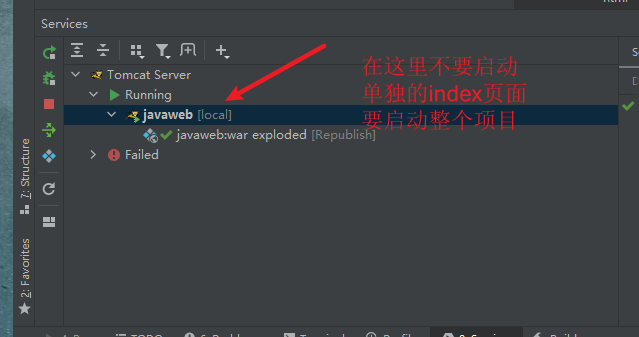 Services
Tomcat Server
Running
javaweb [local]
javaweb:war exploded [Republish]
Failed
在这里不要启动
单独的index页面
要启动整个项目
7: Structure
2: Favorites